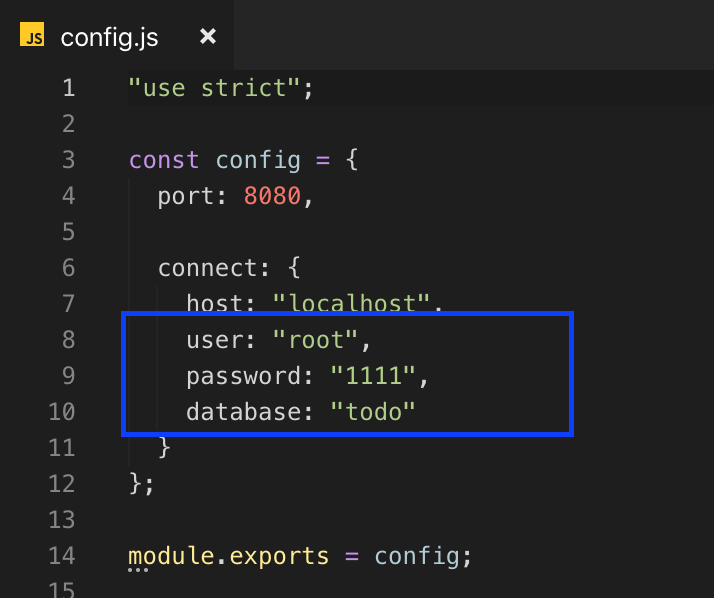 JS config.js ×
1 "use strict";
2
3 const config = {
4 port: 8080,
5
6 connect: {
7 host: "localhost",
8 user: "root",
9 password: "1111",
10 database: "todo"
11 }
12 };
13
14 module.exports = config;
15